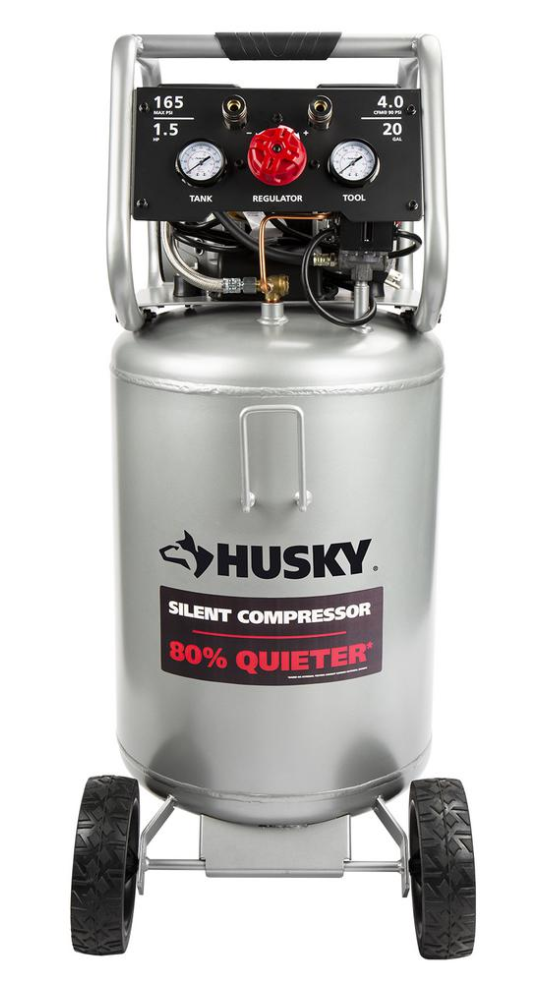 165
MAX PSI
1.5
HP
4.0
CFM@ 90 PSI
20
GAL
- +
TANK
REGULATOR
TOOL
HUSKY®
SILENT COMPRESSOR
80% QUIETER*